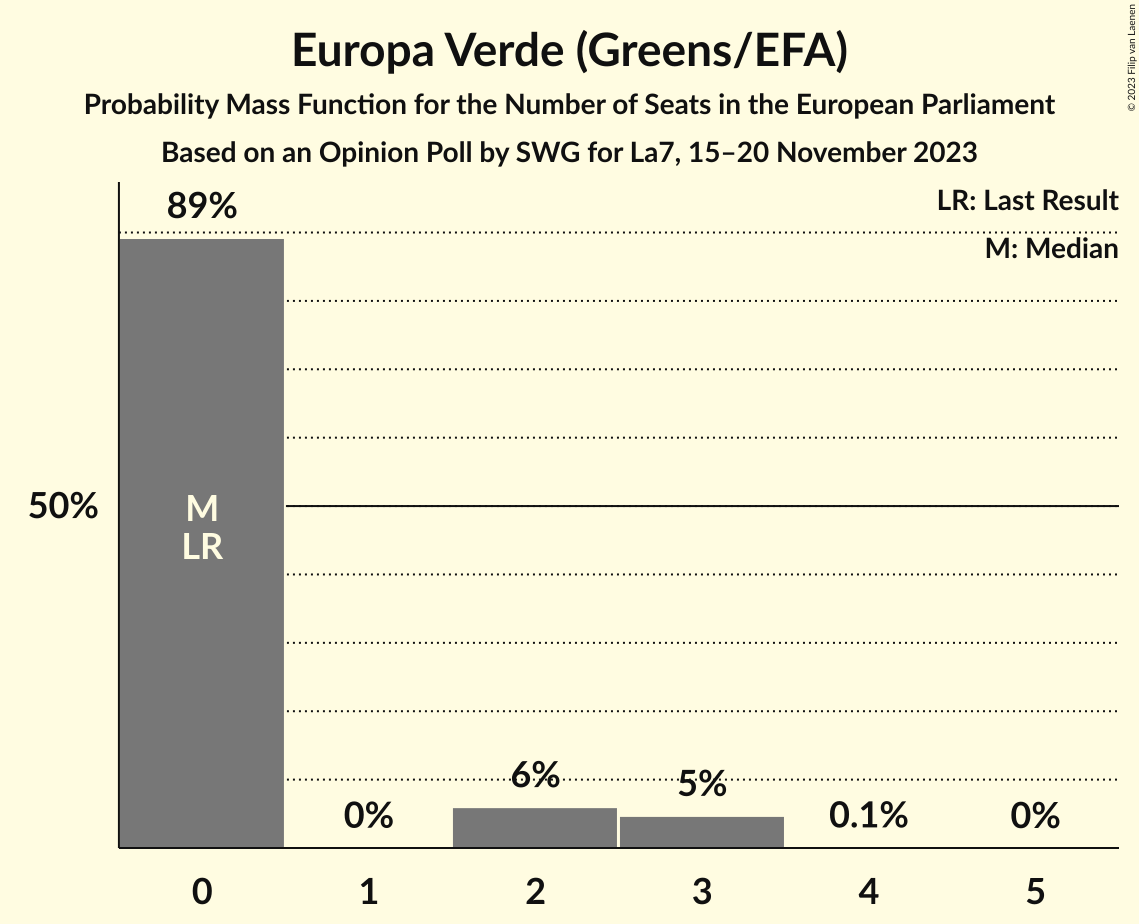 Europa Verde (Greens/EFA)
Probability Mass Function for the Number of Seats in the European Parliament
Based on an Opinion Poll by SWG for La7, 15–20 November 2023
© 2023 Filip van Laenen
LR: Last Result
M: Median
89%
50%
M
LR
0%
6%
5%
0.1%
0%
0
1
2
3
4
5